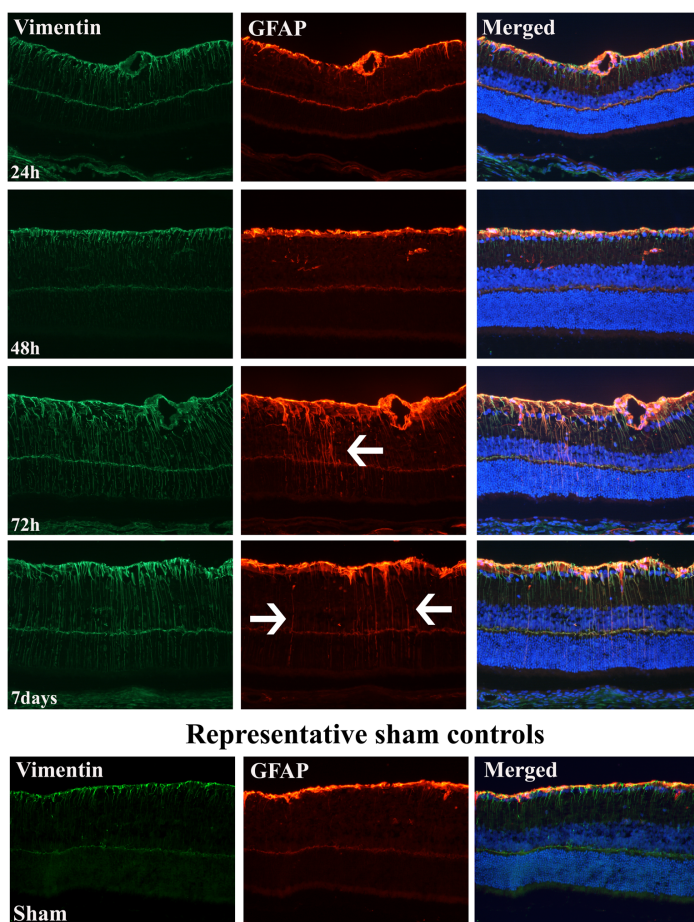 Vimentin GFAP Merged
24h
48h
72h
7days
Representative sham controls
Vimentin GFAP Merged
Sham